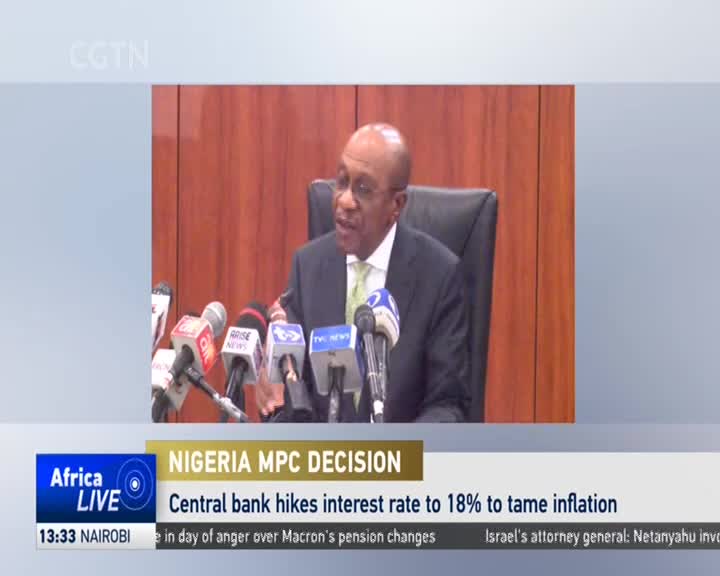 CGTN
ARISE
NEWS
TVC NEWS
NIGERIA MPC DECISION
Africa
LIVE
Central bank hikes interest rate to 18% to tame inflation
13:33 NAIROBI
e in day of anger over Macron's pension changes
Israel's attorney general: Netanyahu invo